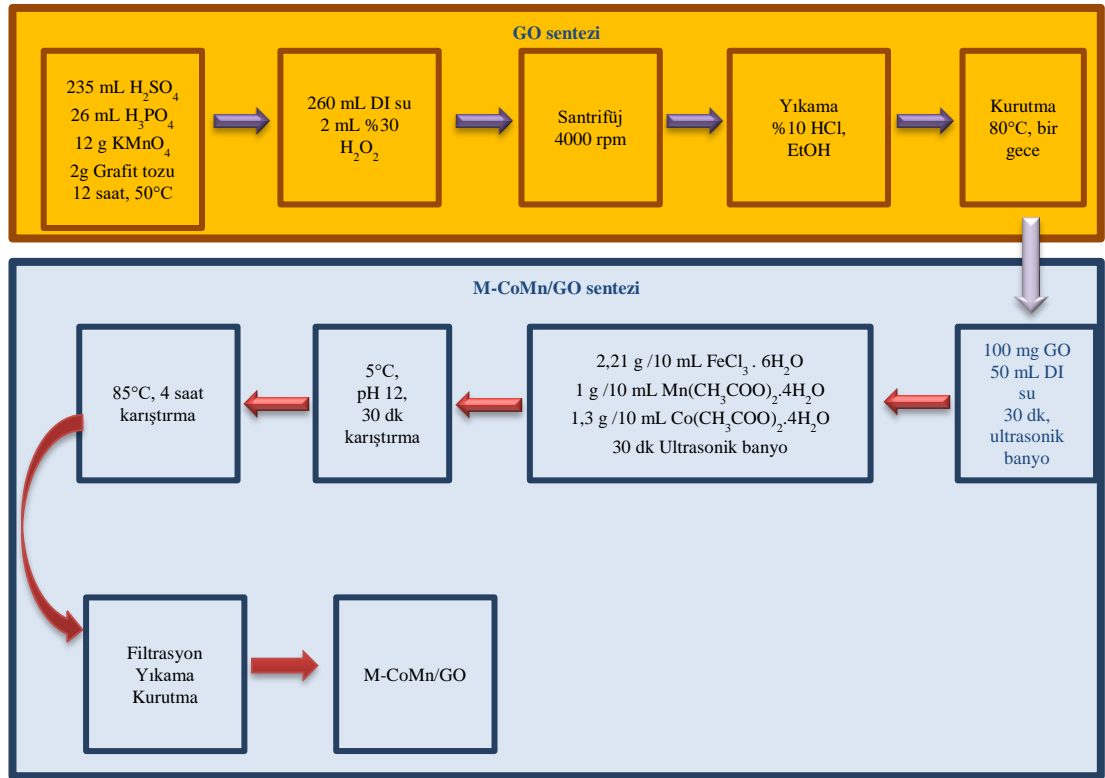 GO sentezi
235 mL H₂SO₄
26 mL H₃PO₄
12 g KMnO₄
2g Grafit tozu
12 saat, 50°C
260 mL DI su
2 mL %30
H₂O₂
Santrifüj
4000 rpm
Yıkama
%10 HCl,
EtOH
Kurutma
80°C, bir
gece
M-CoMn/GO sentezi
100 mg GO
50 mL DI
su
30 dk,
ultrasonik
banyo
2,21 g /10 mL FeCl₃ . 6H₂O
1 g /10 mL Mn(CH₃COO)₂.4H₂O
1,3 g /10 mL Co(CH₃COO)₂.4H₂O
30 dk Ultrasonik banyo
5°C,
pH 12,
30 dk
karıştırma
85°C, 4 saat
karıştırma
Filtrasyon
Yıkama
Kurutma
M-CoMn/GO